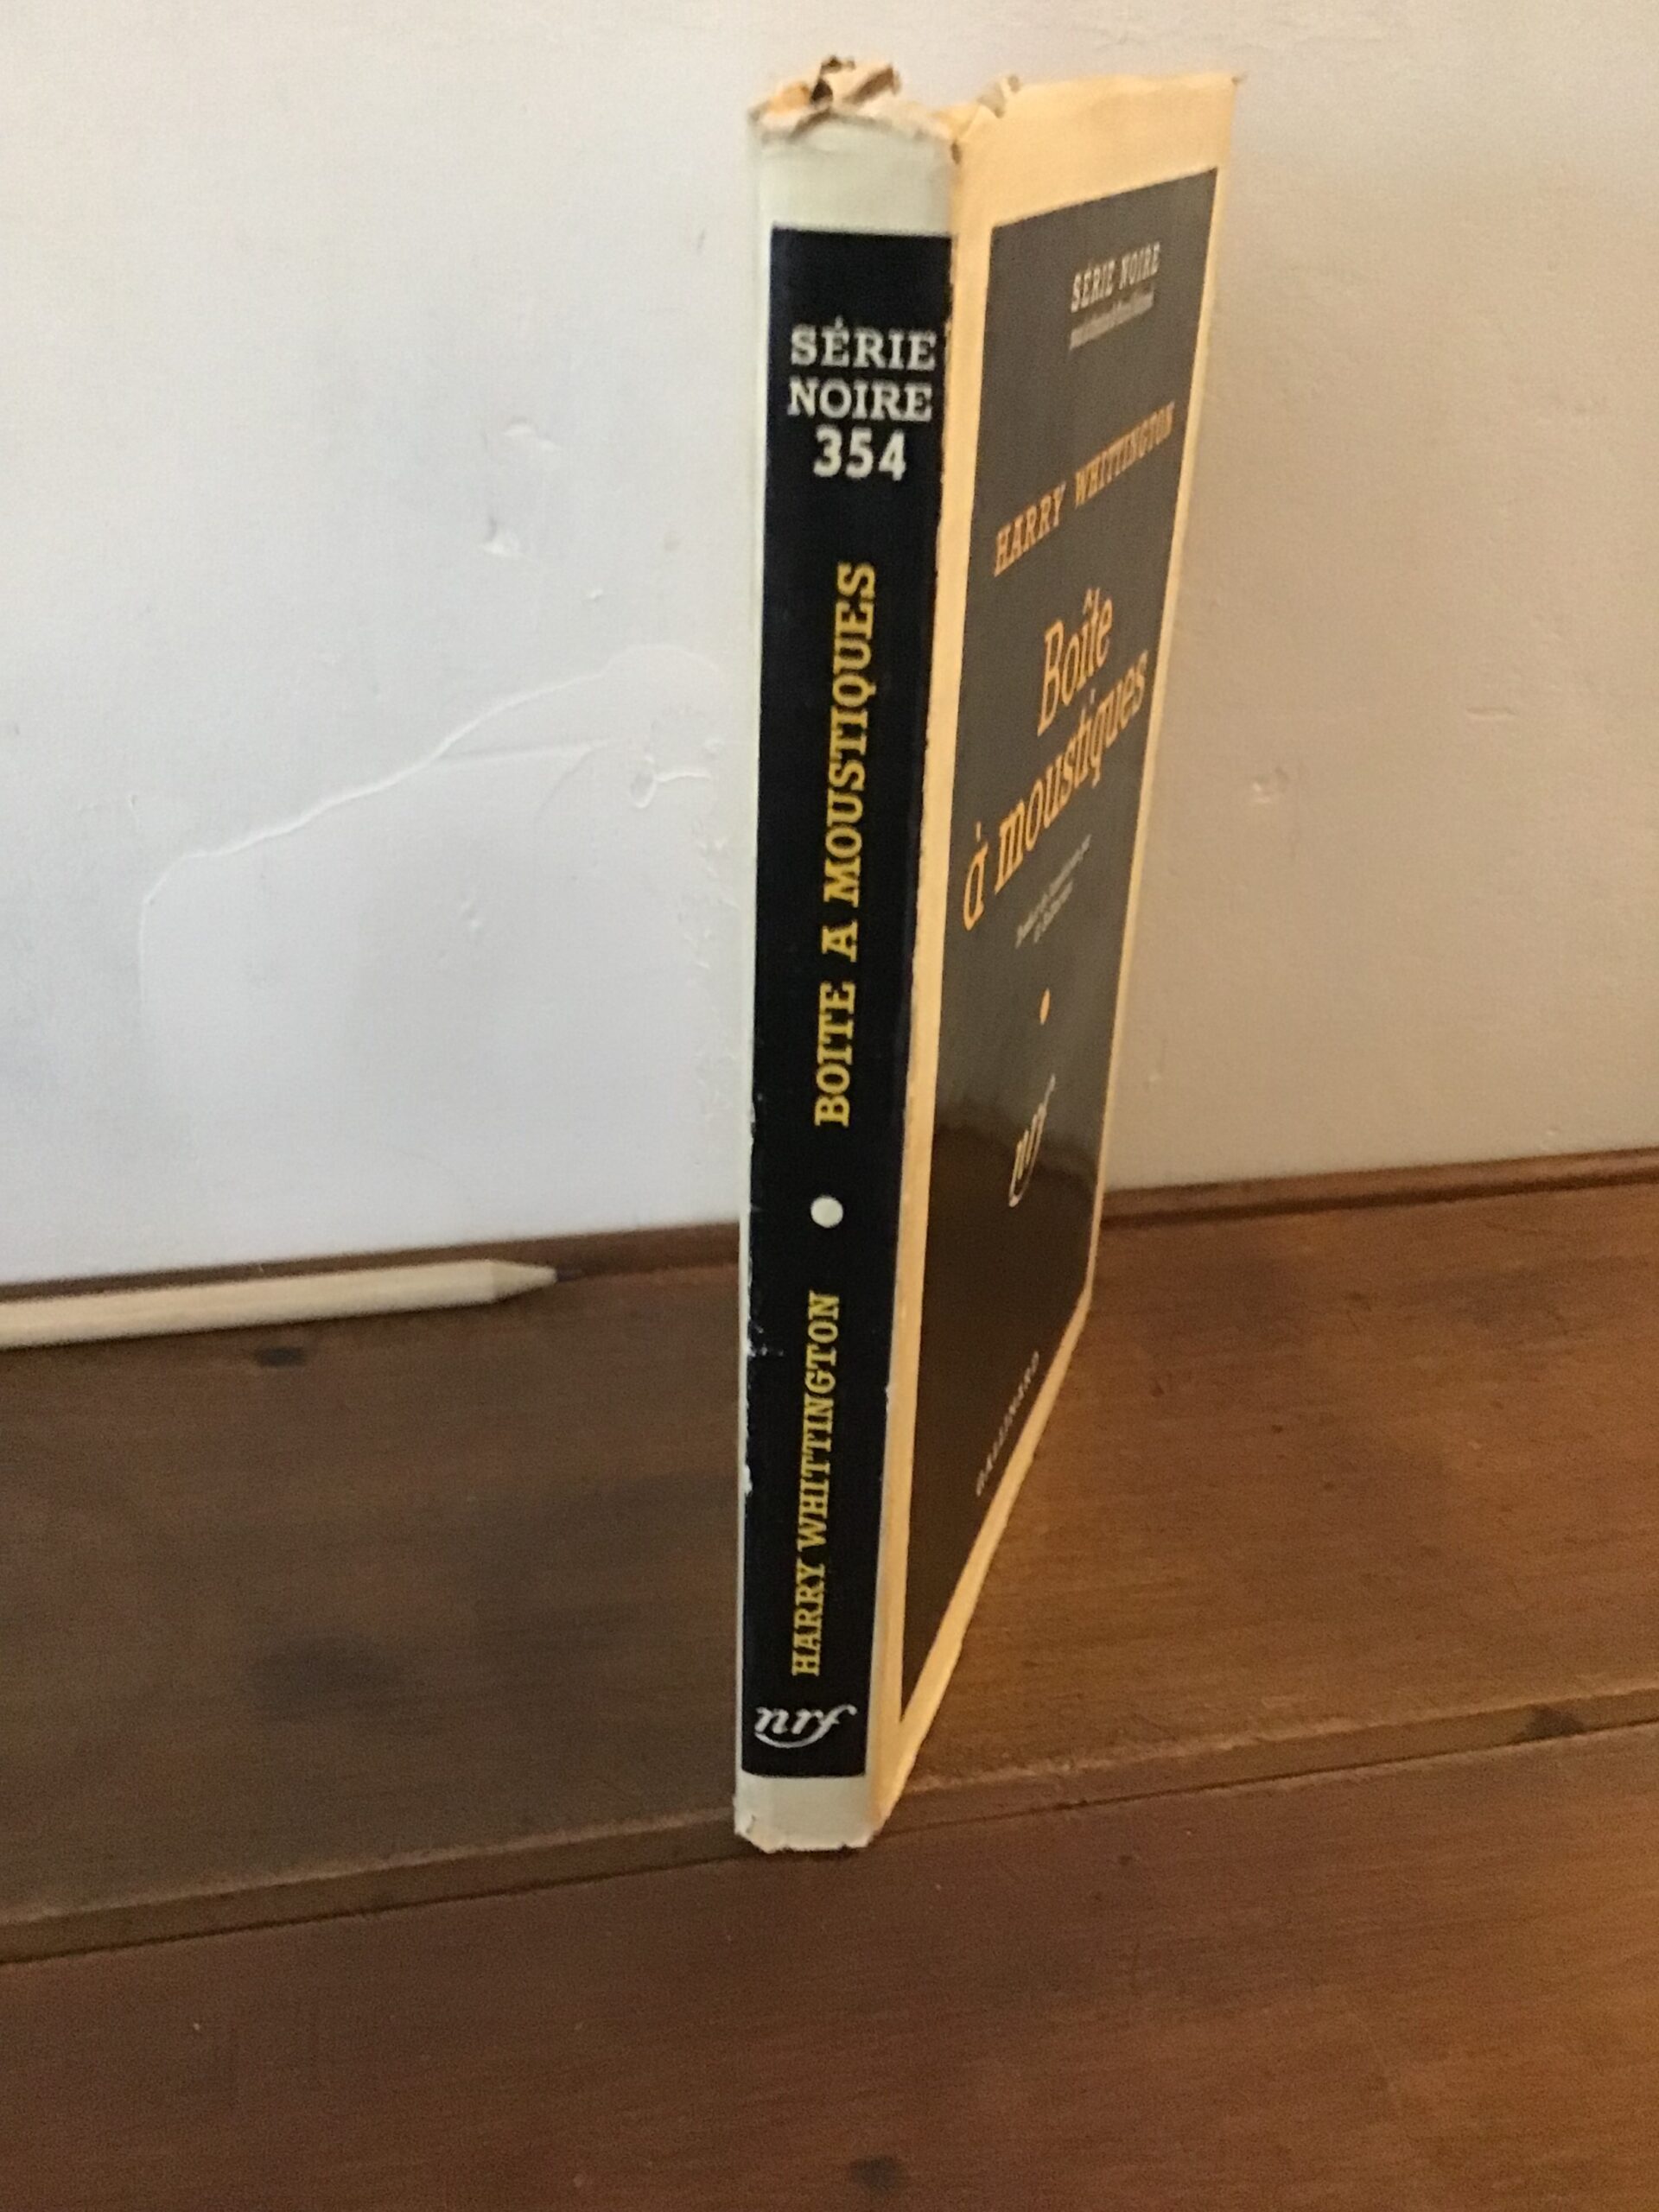 SÉRIE
NOIRE
354
BOITE A MOUSTIQUES
HARRY WHITTINGTON
nrf
SÉRIE NOIRE
HARRY WHITTINGTON
Boîte
à moustiques
nrf
GALLIMARD